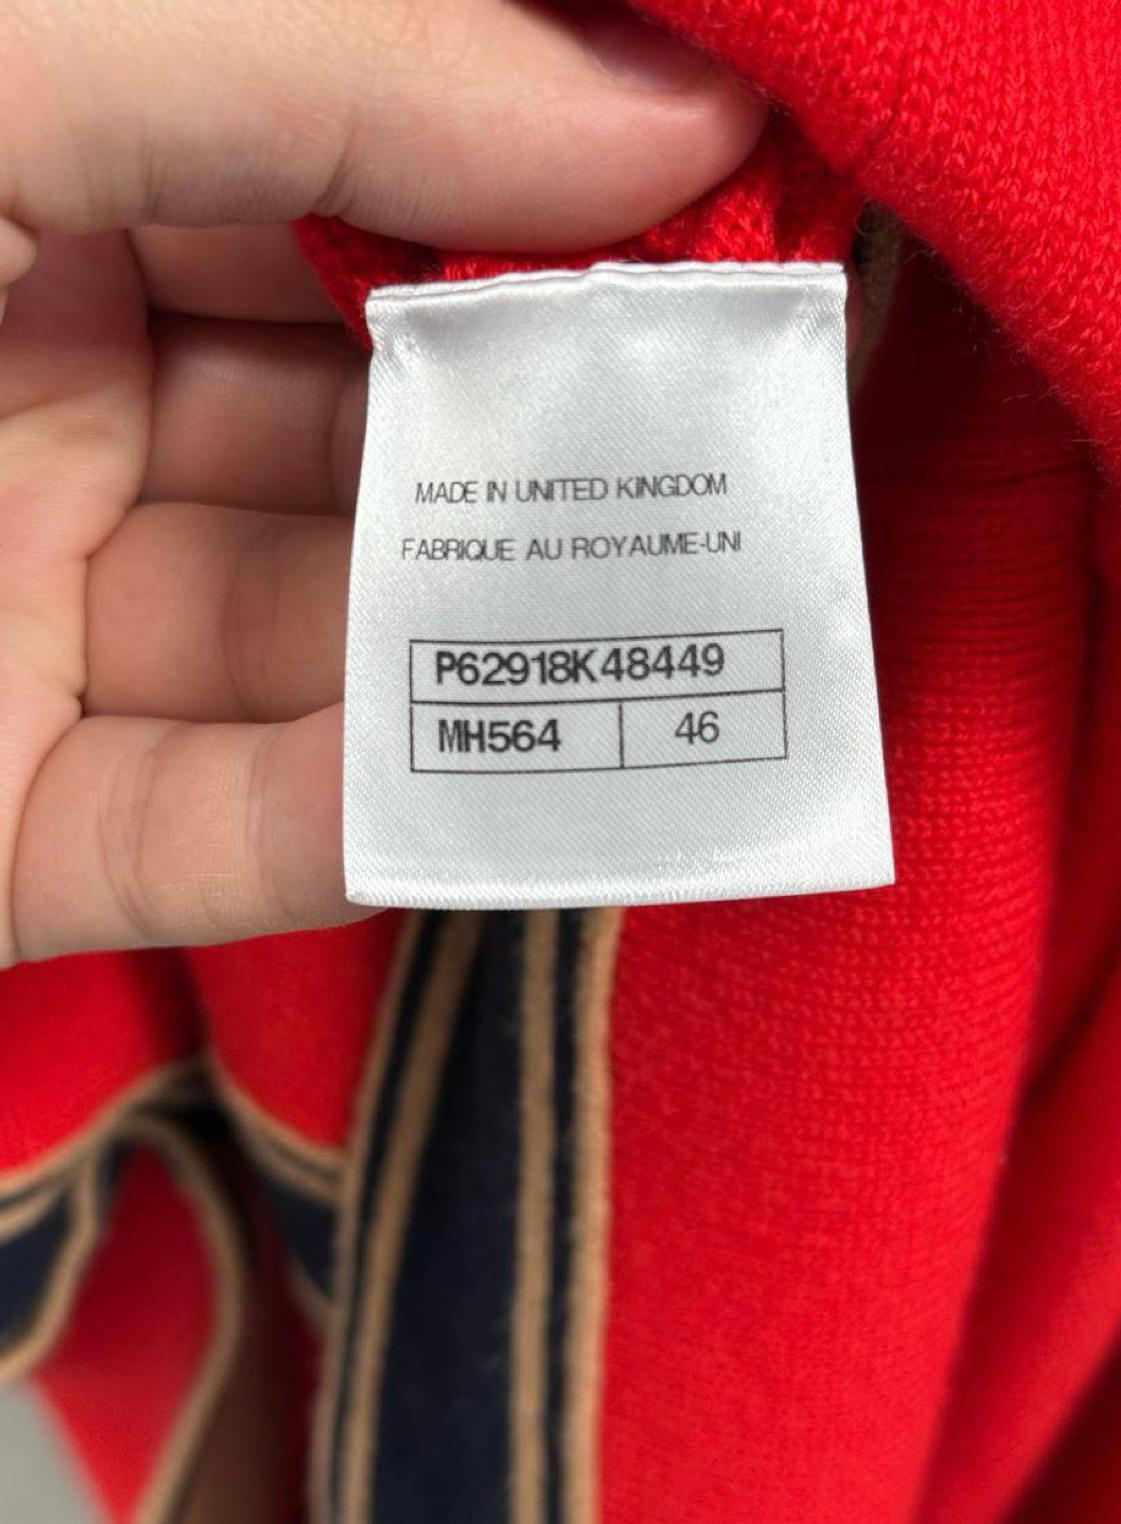 MADE IN UNITED KINGDOM
FABRIQUE AU ROYAUME-UNI
P62918K48449
MH564 46